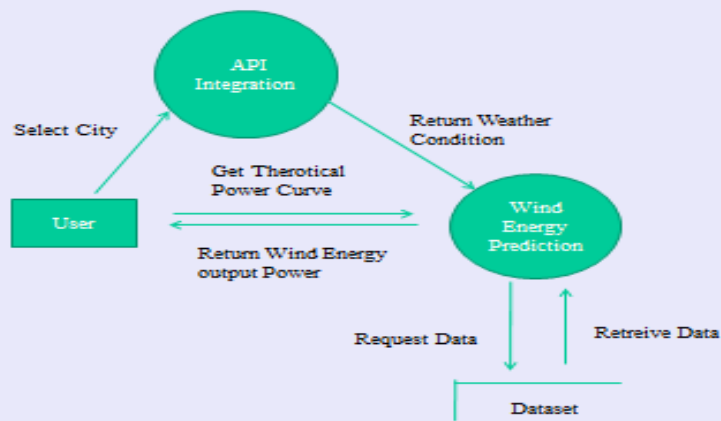 API
Integration
Select City
Return Weather
Condition
Get Therotical
Power Curve
User
Wind
Energy
Prediction
Return Wind Energy
output Power
Request Data
Retreive Data
Dataset